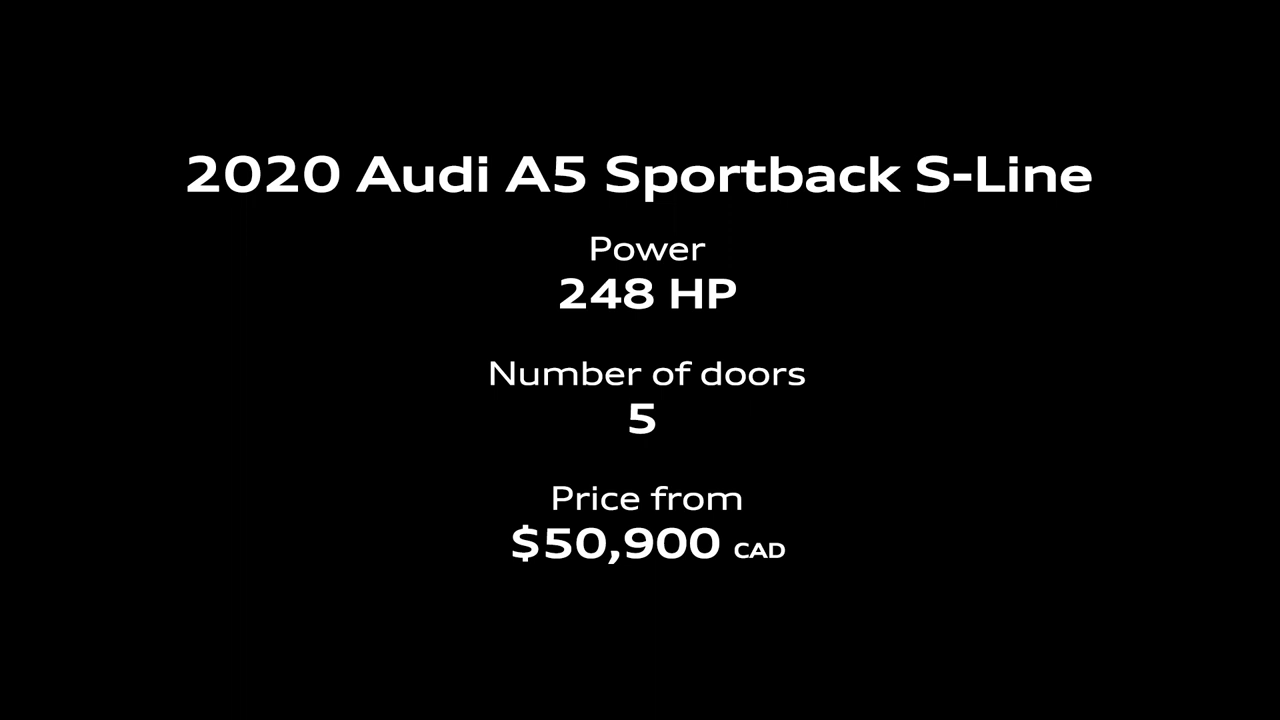 2020 Audi A5 Sportback S-Line
Power
248 HP
Number of doors
5
Price from
$50,900 CAD